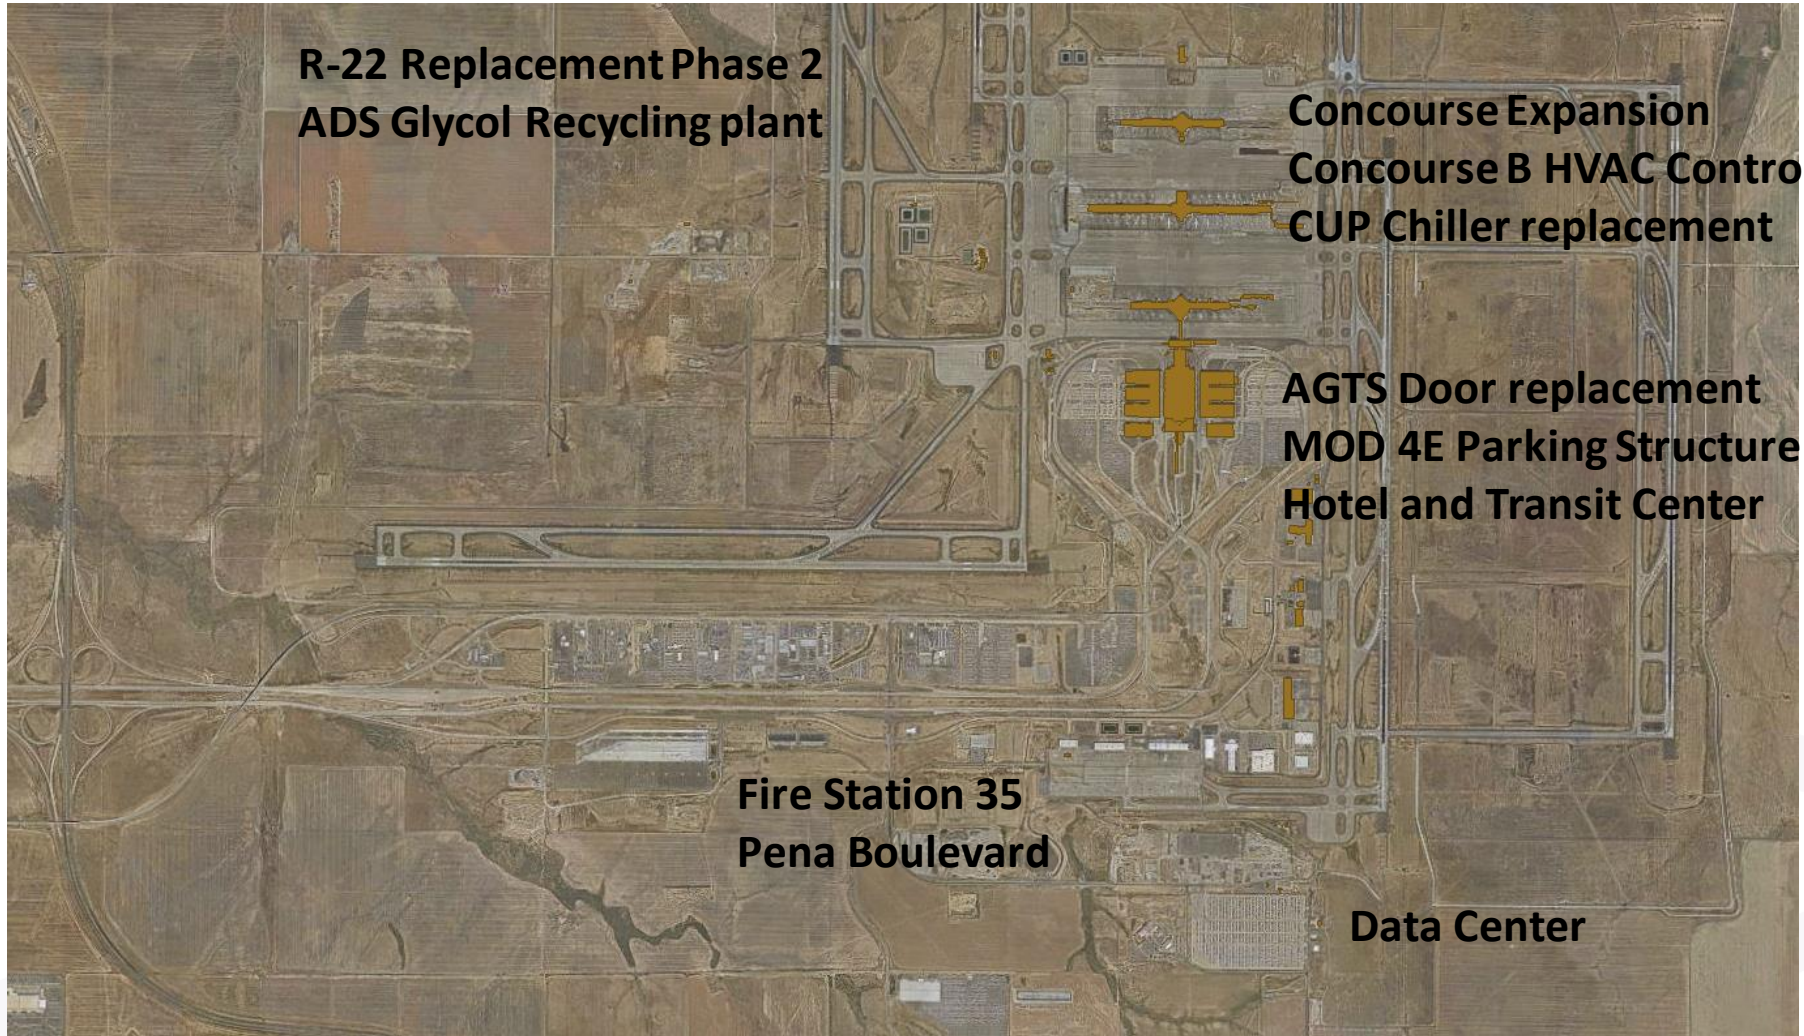 R-22 Replacement Phase 2
ADS Glycol Recycling plant
Concourse Expansion
Concourse B HVAC Contro
CUP Chiller replacement
AGTS Door replacement
MOD 4E Parking Structure
Hotel and Transit Center
Fire Station 35
Pena Boulevard
Data Center